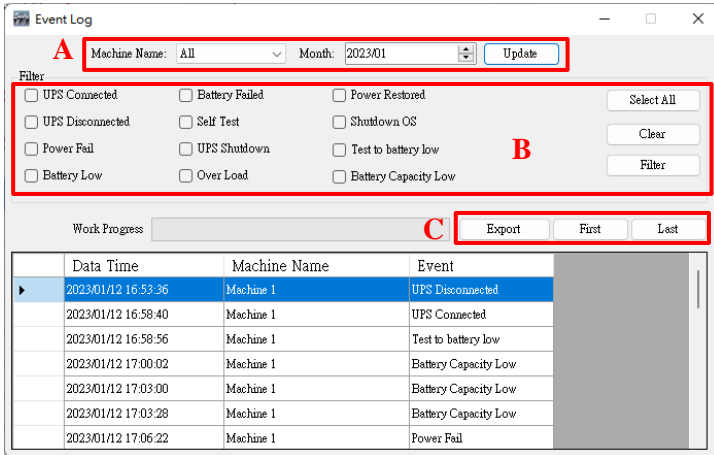 Event Log
A Machine Name: All Month: 2023/01 Update
Filter
UPS Connected Battery Failed Power Restored Select All
UPS Disconnected Self Test Shutdown OS Clear
Power Fail UPS Shutdown Test to battery low B Filter
Battery Low Over Load Battery Capacity Low
Work Progress C Export First Last
Data Time Machine Name Event
2023/01/12 16:53:36 Machine 1 UPS Disconnected
2023/01/12 16:58:40 Machine 1 UPS Connected
2023/01/12 16:58:56 Machine 1 Test to battery low
2023/01/12 17:00:02 Machine 1 Battery Capacity Low
2023/01/12 17:03:00 Machine 1 Battery Capacity Low
2023/01/12 17:03:28 Machine 1 Battery Capacity Low
2023/01/12 17:06:22 Machine 1 Power Fail